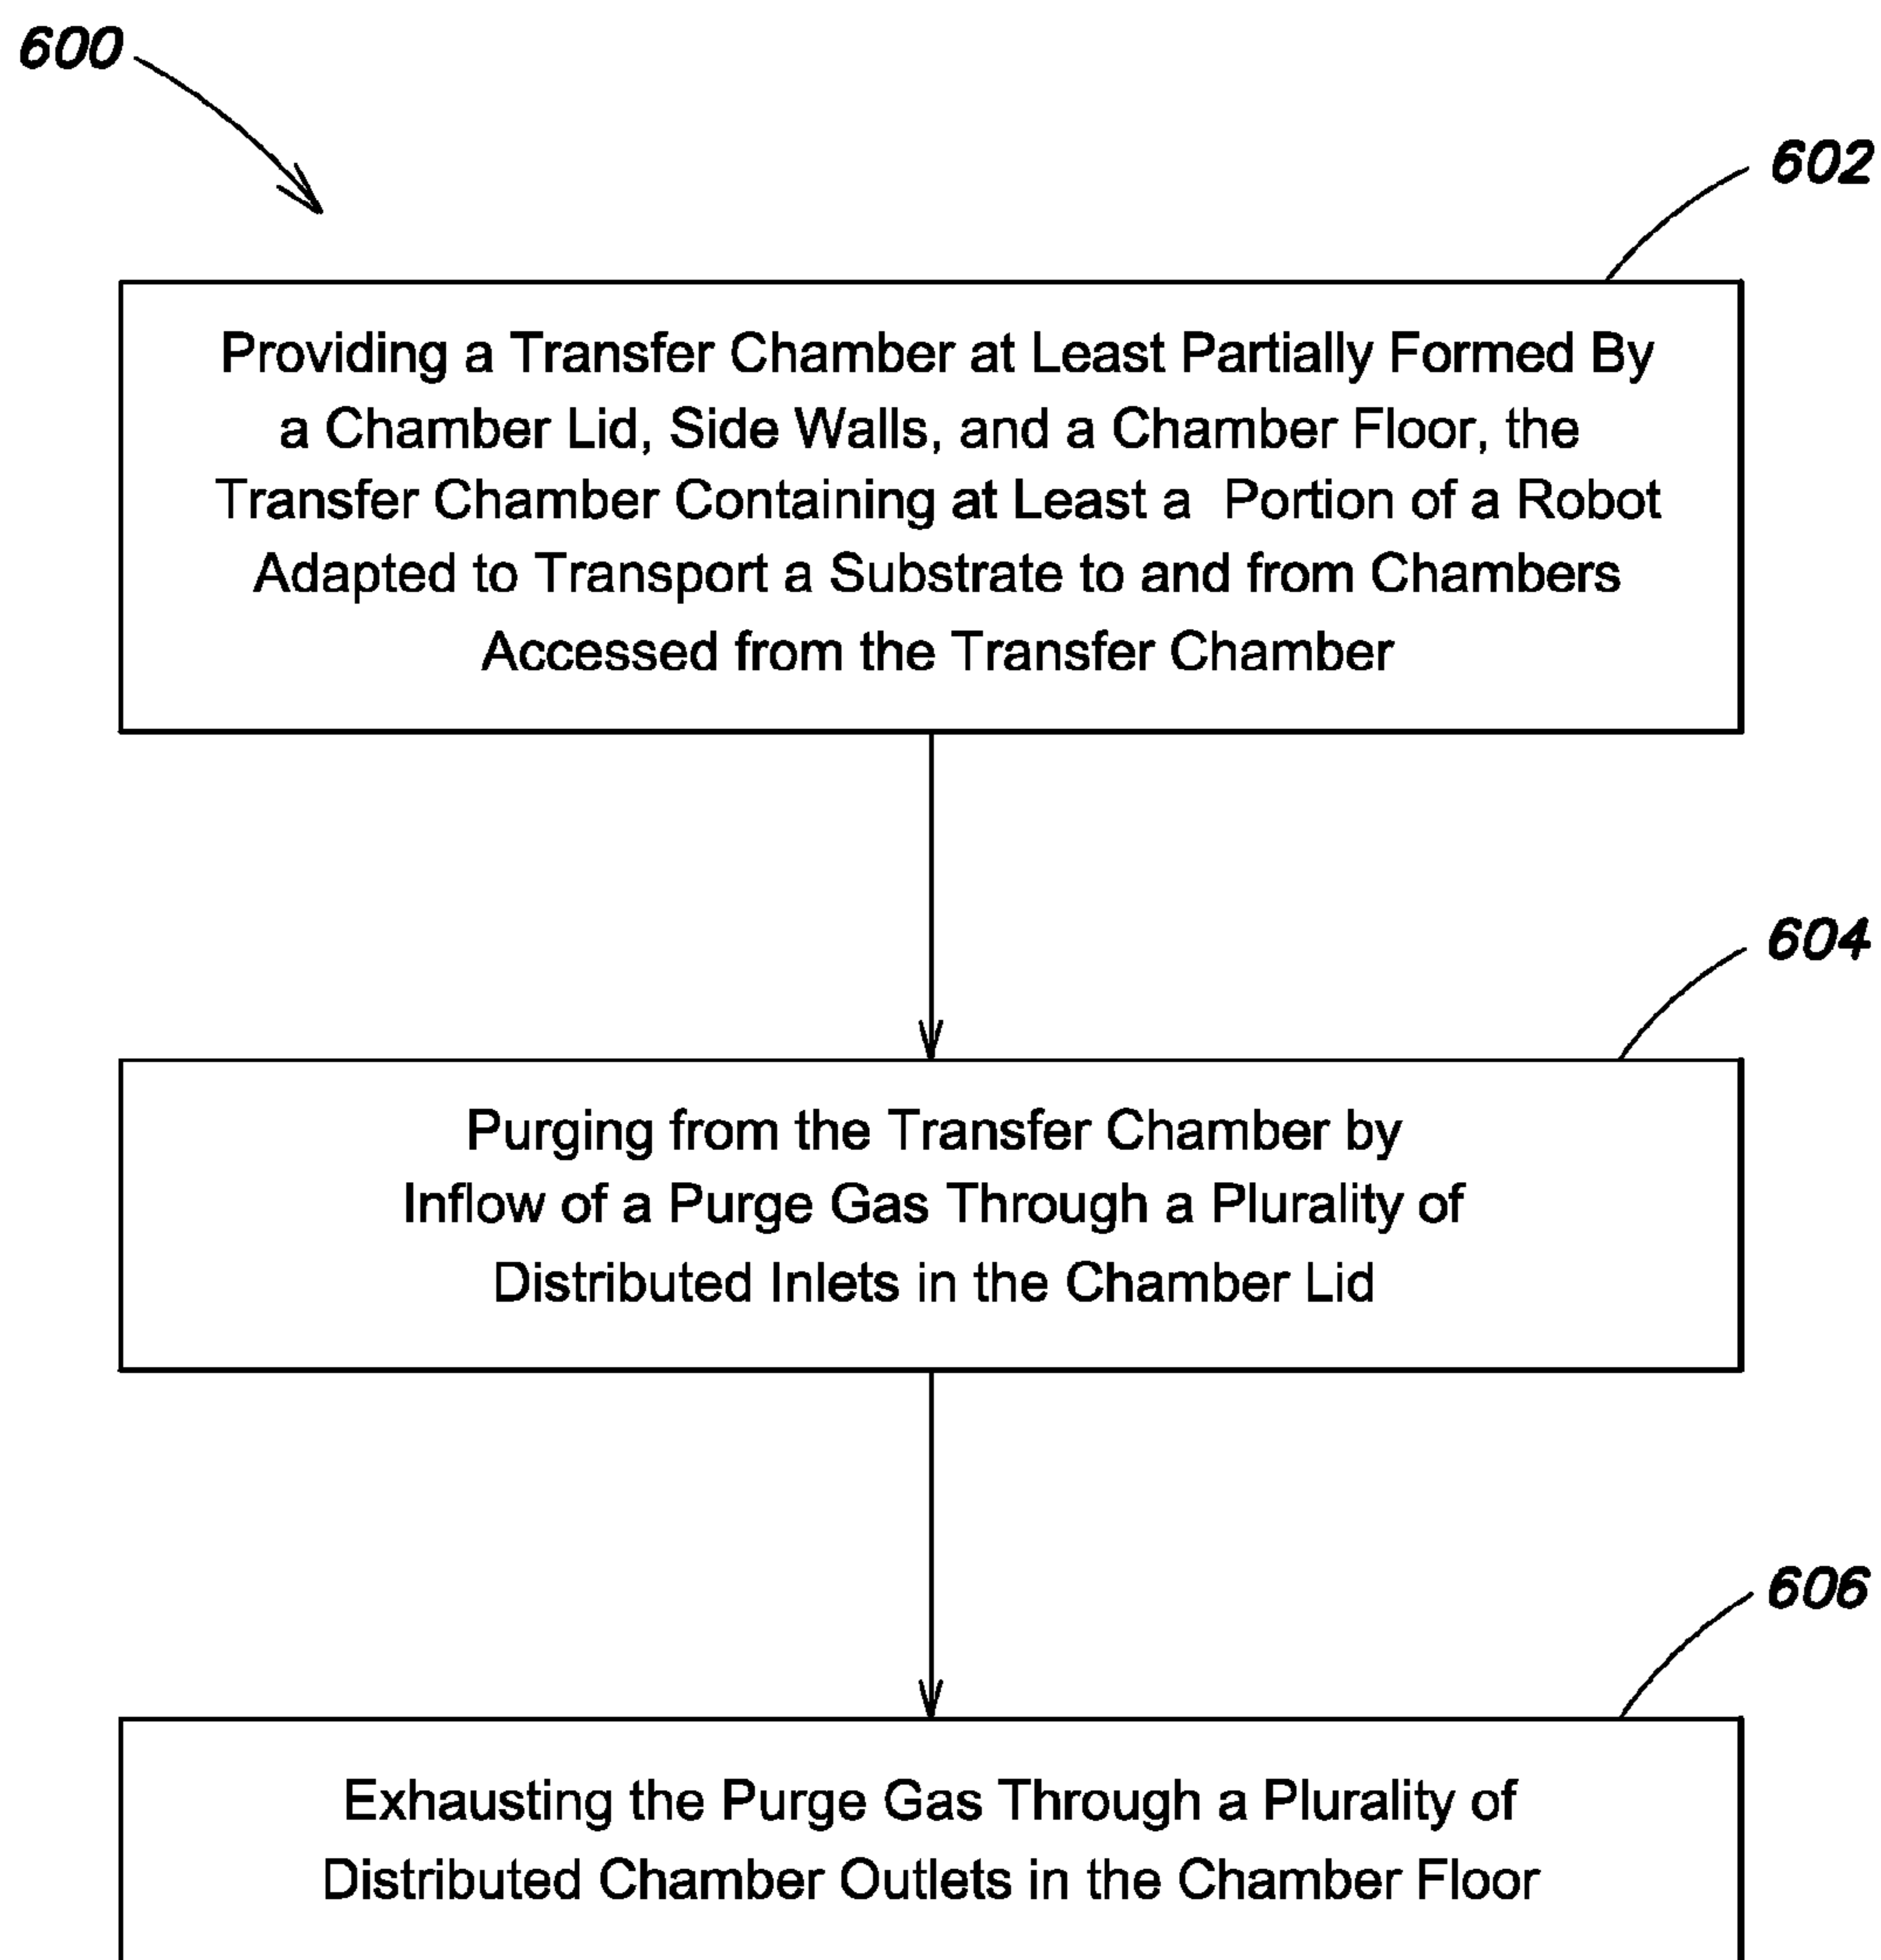 600
602
Providing a Transfer Chamber at Least Partially Formed By
a Chamber Lid, Side Walls, and a Chamber Floor, the
Transfer Chamber Containing at Least a Portion of a Robot
Adapted to Transport a Substrate to and from Chambers
Accessed from the Transfer Chamber
604
Purging from the Transfer Chamber by
Inflow of a Purge Gas Through a Plurality of
Distributed Inlets in the Chamber Lid
606
Exhausting the Purge Gas Through a Plurality of
Distributed Chamber Outlets in the Chamber Floor